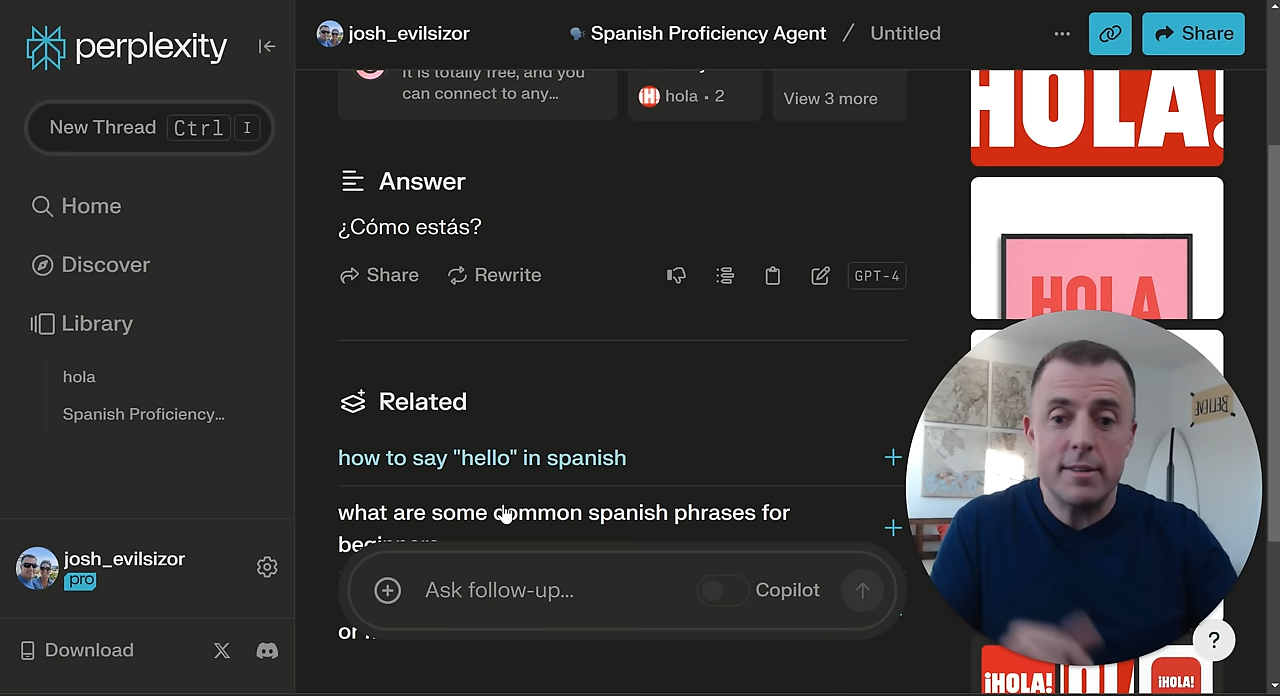 perplexity
New Thread Ctrl I
Home
Discover
Library
hola
Spanish Proficiency…
josh_evilsizor
pro
Download
josh_evilsizor
🗣 Spanish Proficiency Agent / Untitled
Share
It is totally free, and you
can connect to any…
hola · 2
View 3 more
Answer
¿Cómo estás?
Share Rewrite GPT-4
Related
how to say "hello" in spanish
what are some common spanish phrases for
beginners
Ask follow-up...
Copilot
HOLA!
HOLA
BELIEVE
?
¡HOLA!
¡HOLA!